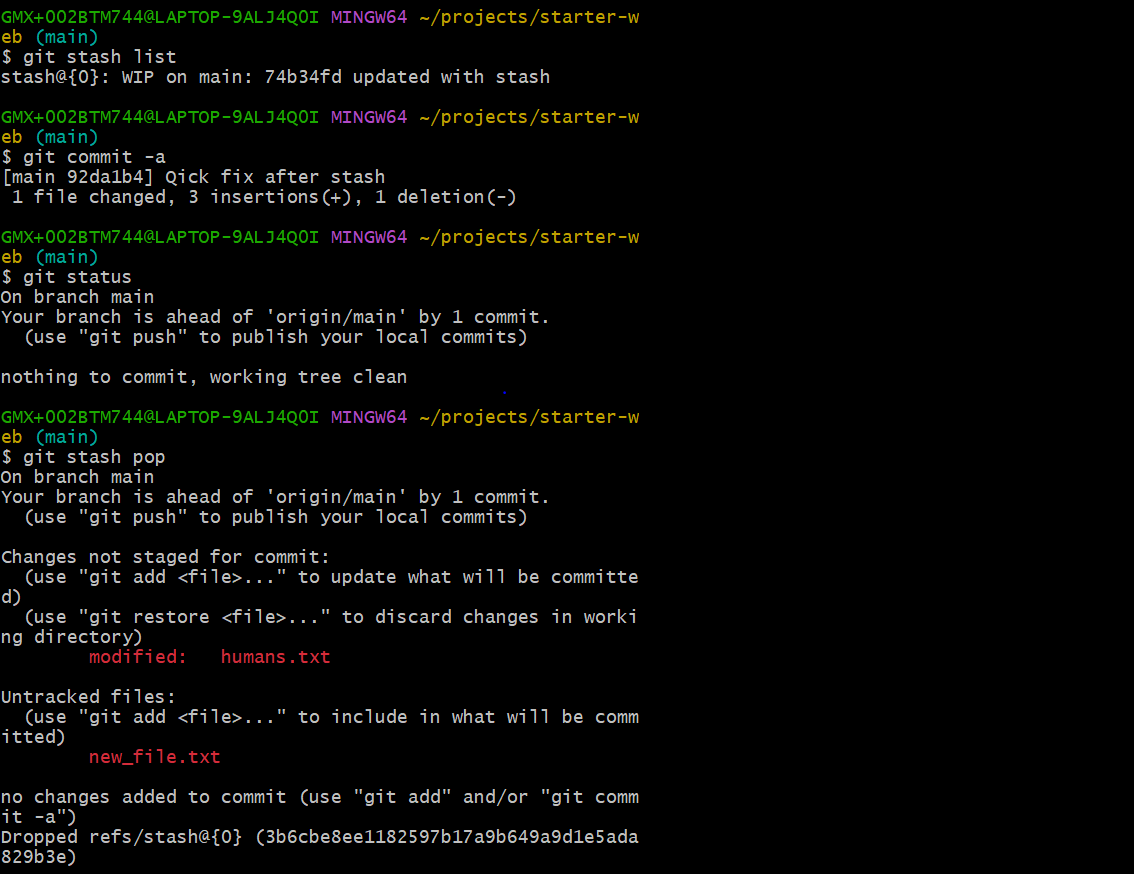 GMX+002BTM744@LAPTOP-9ALJ4QOI MINGW64 ~/projects/starter-w
eb (main)
$ git stash list
stash@{0}: WIP on main: 74b34fd updated with stash
GMX+002BTM744@LAPTOP-9ALJ4QOI MINGW64 ~/projects/starter-w
eb (main)
$ git commit -a
[main 92da1b4] Qick fix after stash
 1 file changed, 3 insertions(+), 1 deletion(-)
GMX+002BTM744@LAPTOP-9ALJ4QOI MINGW64 ~/projects/starter-w
eb (main)
$ git status
On branch main
Your branch is ahead of 'origin/main' by 1 commit.
  (use "git push" to publish your local commits)
nothing to commit, working tree clean
GMX+002BTM744@LAPTOP-9ALJ4QOI MINGW64 ~/projects/starter-w
eb (main)
$ git stash pop
On branch main
Your branch is ahead of 'origin/main' by 1 commit.
  (use "git push" to publish your local commits)
Changes not staged for commit:
  (use "git add <file>..." to update what will be committe
d)
  (use "git restore <file>..." to discard changes in worki
ng directory)
        modified:   humans.txt
Untracked files:
  (use "git add <file>..." to include in what will be comm
itted)
        new_file.txt
no changes added to commit (use "git add" and/or "git comm
it -a")
Dropped refs/stash@{0} (3b6cbe8ee1182597b17a9b649a9d1e5ada
829b3e)